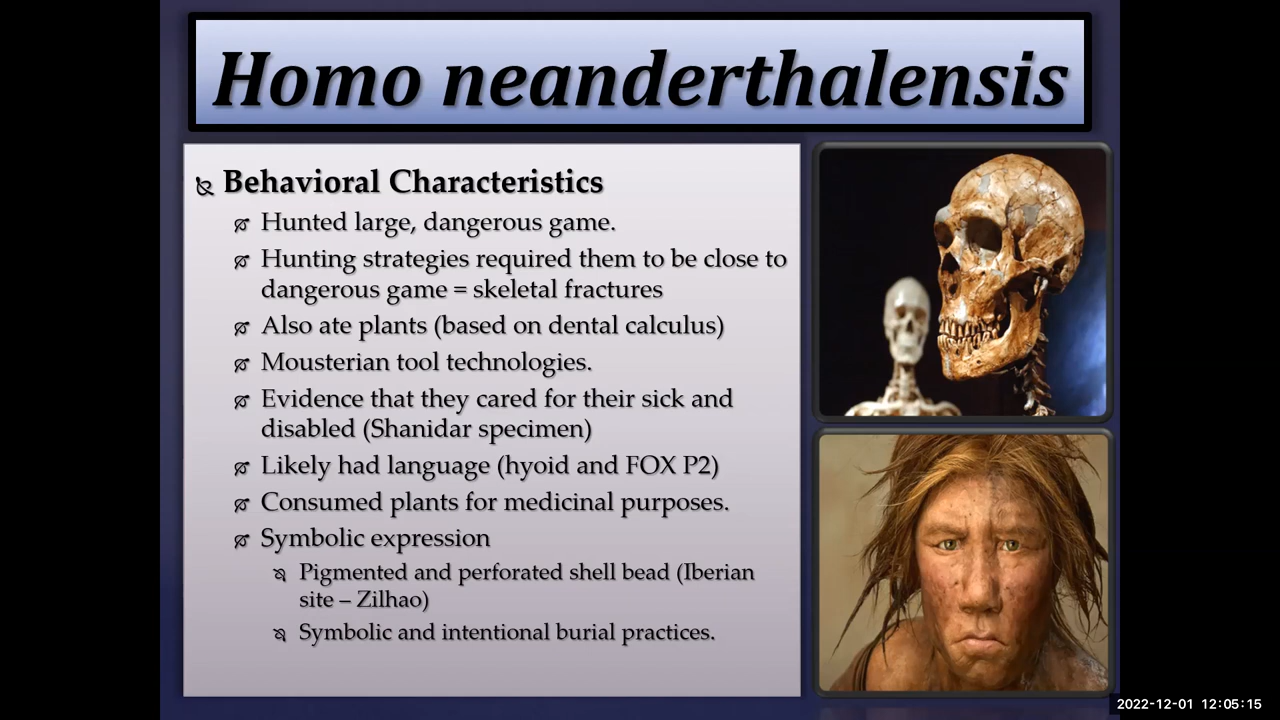 Homo neanderthalensis
Behavioral Characteristics
Hunted large, dangerous game.
Hunting strategies required them to be close to
dangerous game = skeletal fractures
Also ate plants (based on dental calculus)
Mousterian tool technologies.
Evidence that they cared for their sick and
disabled (Shanidar specimen)
Likely had language (hyoid and FOX P2)
Consumed plants for medicinal purposes.
Symbolic expression
Pigmented and perforated shell bead (Iberian
site – Zilhao)
Symbolic and intentional burial practices.
2022-12-01 12:05:15